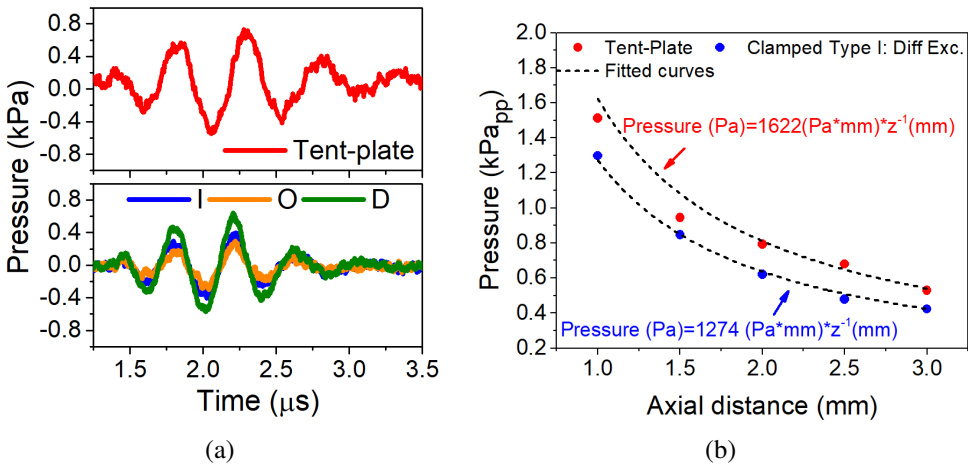 (a)
0.8
0.4
0.0
-0.4
-0.8
Tent-plate
0.8
0.4
0.0
-0.4
-0.8
I O D
Pressure (kPa)
1.5 2.0 2.5 3.0 3.5
Time (μs)
(a)
b)
2.0
1.8
1.6
1.4
1.2
1.0
0.8
0.6
0.4
0.2
Pressure (kPapp)
Tent-Plate Clamped Type I: Diff Exc.
Fitted curves
Pressure (Pa)=1622(Pa*mm)*z-1(mm)
Pressure (Pa)=1274 (Pa*mm)*z-1(mm)
1.0 1.5 2.0 2.5 3.0
Axial distance (mm)
(b)